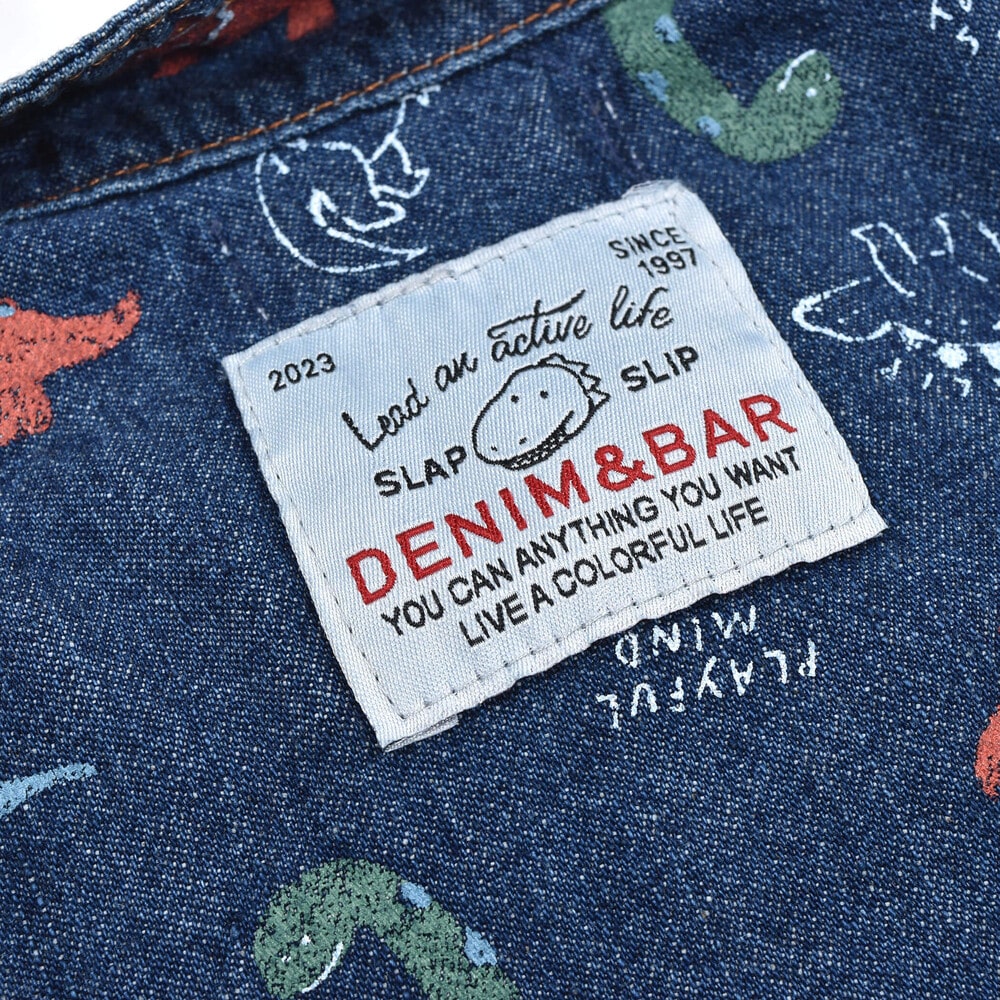 SINCE
1997
2023
Lead an active life
SLAP SLIP
DENIM&BAR
YOU CAN ANYTHING YOU WANT
LIVE A COLORFUL LIFE
PLAYFUL
MIND